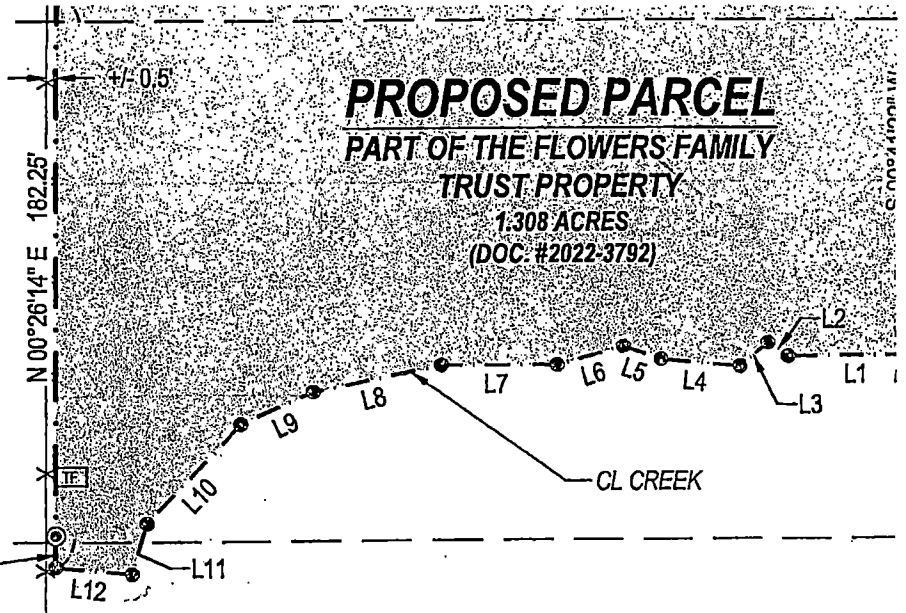 +/- 0.5'
PROPOSED PARCEL
PART OF THE FLOWERS FAMILY
TRUST PROPERTY
1.308 ACRES
(DOC. #2022-3792)
N 00°26'14" E 182.25'
L2
L1
L3
L4
L5
L6
L7
L8
L9
L10
CL CREEK
TF.
L11
L12